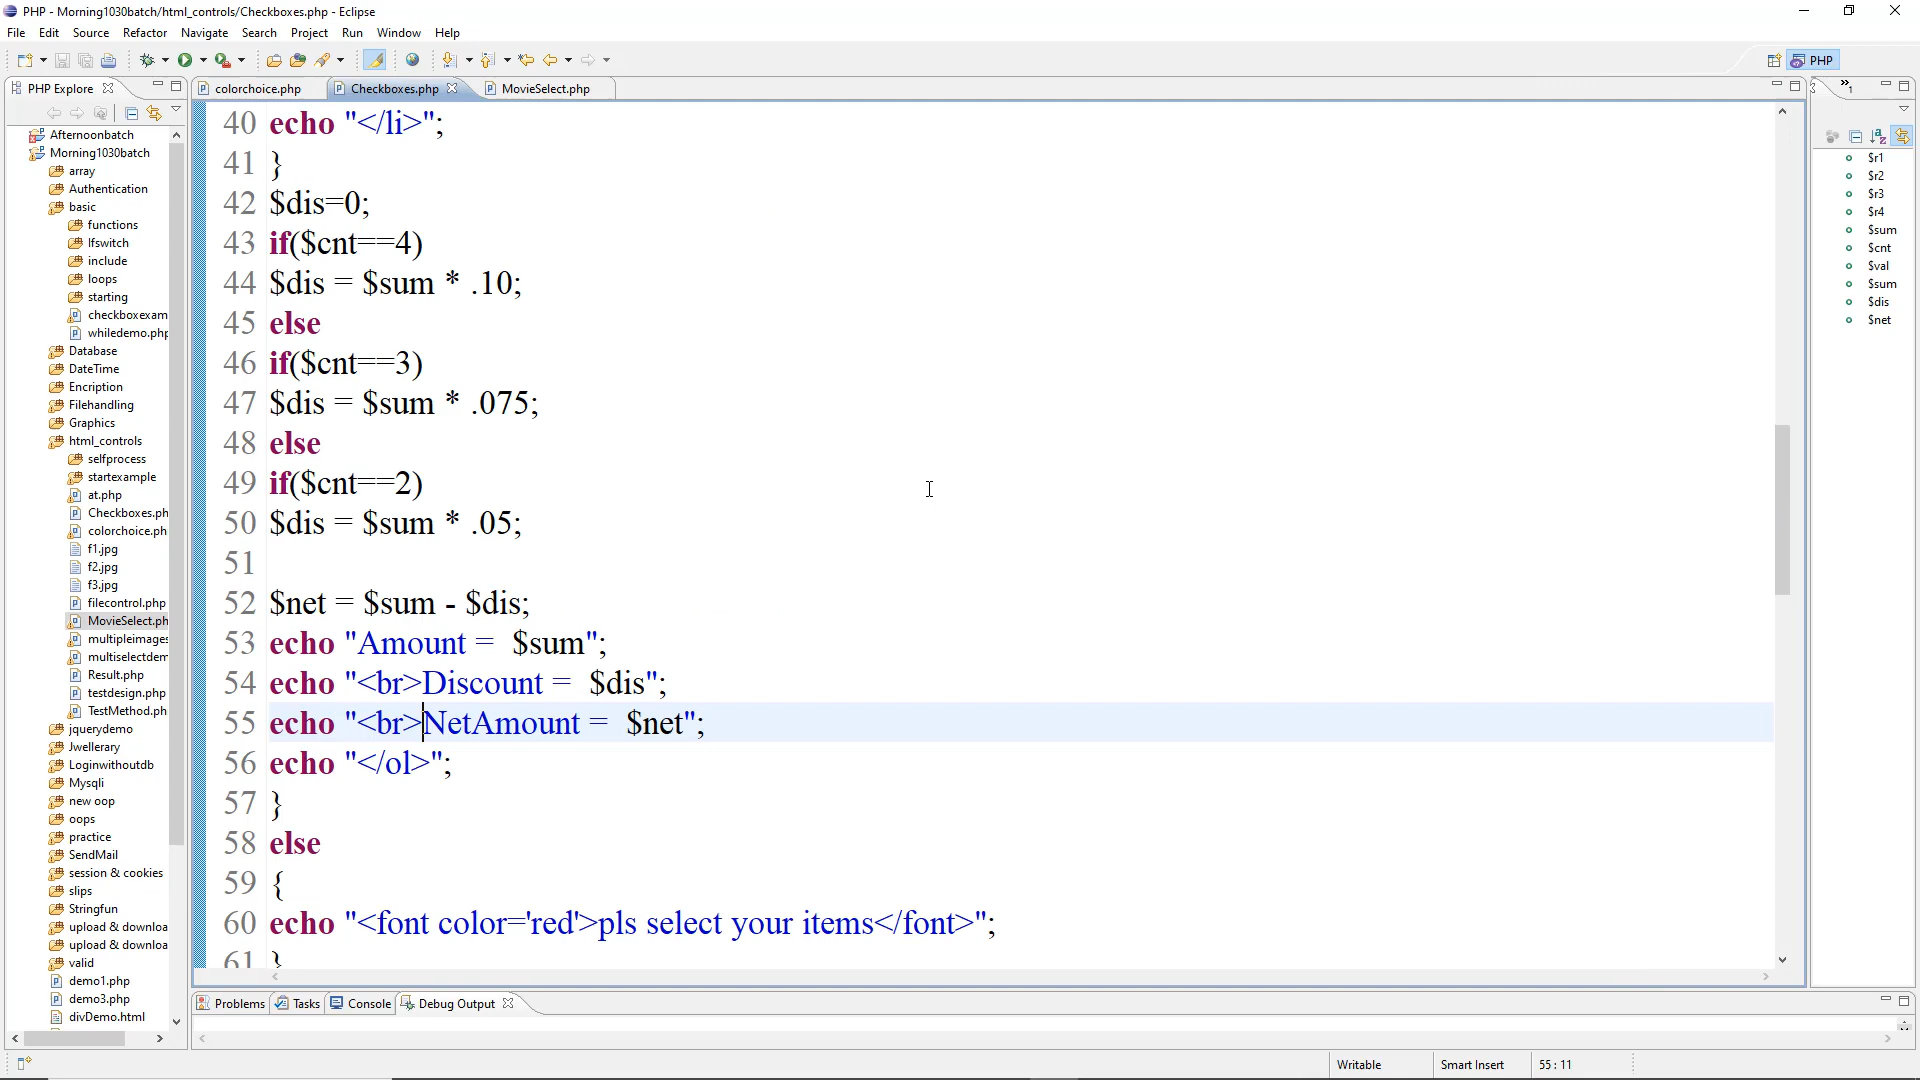 PHP - Morning1030batch/html_controls/Checkboxes.php - Eclipse
File Edit Source Refactor Navigate Search Project Run Window Help
PHP
PHP Explore
colorchoice.php
Checkboxes.php
MovieSelect.php
1
Afternoonbatch
Morning1030batch
array
Authentication
basic
functions
Ifswitch
include
loops
starting
checkboxexam
whiledemo.php
Database
DateTime
Encription
Filehandling
Graphics
html_controls
selfprocess
startexample
at.php
Checkboxes.ph
colorchoice.ph
f1.jpg
f2.jpg
f3.jpg
filecontrol.php
MovieSelect.ph
multipleimages
multiselectdem
Result.php
testdesign.php
TestMethod.ph
jquerydemo
Jwellerary
Loginwithoutdb
Mysqli
new oop
oops
practice
SendMail
session & cookies
slips
Stringfun
upload & downloa
upload & downloa
valid
demo1.php
demo3.php
divDemo.html
40 echo "</li>";
41 }
42 $dis=0;
43 if($cnt==4)
44 $dis = $sum * .10;
45 else
46 if($cnt==3)
47 $dis = $sum * .075;
48 else
49 if($cnt==2)
50 $dis = $sum * .05;
51
52 $net = $sum - $dis;
53 echo "Amount =  $sum";
54 echo "<br>Discount =  $dis";
55 echo "<br>NetAmount =  $net";
56 echo "</ol>";
57 }
58 else
59 {
60 echo "<font color='red'>pls select your items</font>";
61 }
$r1
$r2
$r3
$r4
$sum
$cnt
$val
$sum
$dis
$net
Problems Tasks Console Debug Output
Writable Smart Insert 55 : 11